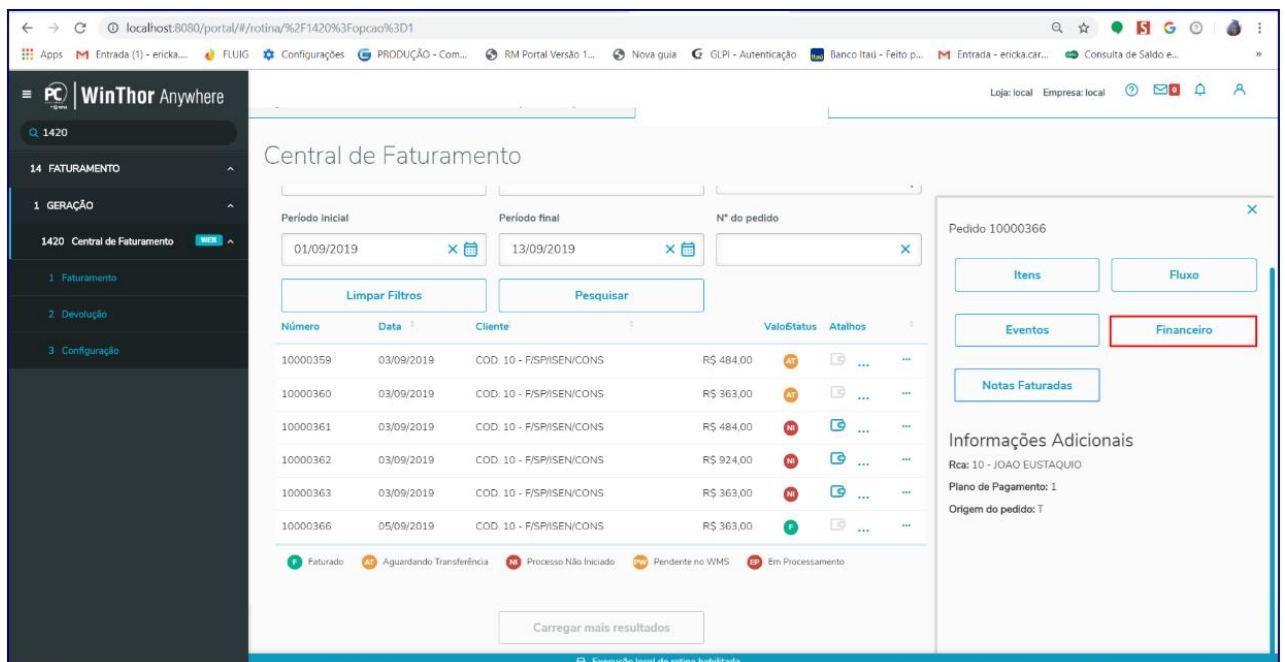 localhost:8080/portal/#/rotina/%2F1420%3Fopcao%3D1
Apps Entrada (1) - ericka.... FLUIG Configurações PRODUÇÃO - Com... RM Portal Versão 1... Nova guia GLPI - Autenticação Banco Itaú - Feito p... Entrada - ericka.car... Consulta de Saldo e... »
PC WinThor Anywhere
Loja: local Empresa: local
1420
14 FATURAMENTO
1 GERAÇÃO
1420 Central de Faturamento WEB
1 Faturamento
2 Devolução
3 Configuração
Central de Faturamento
Período inicial Período final N° do pedido
01/09/2019 13/09/2019
Limpar Filtros Pesquisar
Número Data Cliente Valor Status Atalhos
10000359 03/09/2019 COD. 10 - F/SP/ISEN/CONS R$ 484,00 AT ... ...
10000360 03/09/2019 COD. 10 - F/SP/ISEN/CONS R$ 363,00 AT ... ...
10000361 03/09/2019 COD. 10 - F/SP/ISEN/CONS R$ 484,00 NI ... ...
10000362 03/09/2019 COD. 10 - F/SP/ISEN/CONS R$ 924,00 NI ... ...
10000363 03/09/2019 COD. 10 - F/SP/ISEN/CONS R$ 363,00 NI ... ...
10000366 05/09/2019 COD. 10 - F/SP/ISEN/CONS R$ 363,00 F ... ...
F Faturado AT Aguardando Transferência NI Processo Não Iniciado PW Pendente no WMS EP Em Processamento
Carregar mais resultados
Pedido 10000366
Itens Fluxo
Eventos Financeiro
Notas Faturadas
Informações Adicionais
Rca: 10 - JOAO EUSTAQUIO
Plano de Pagamento: 1
Origem do pedido: T
Execução local de rotina habilitada